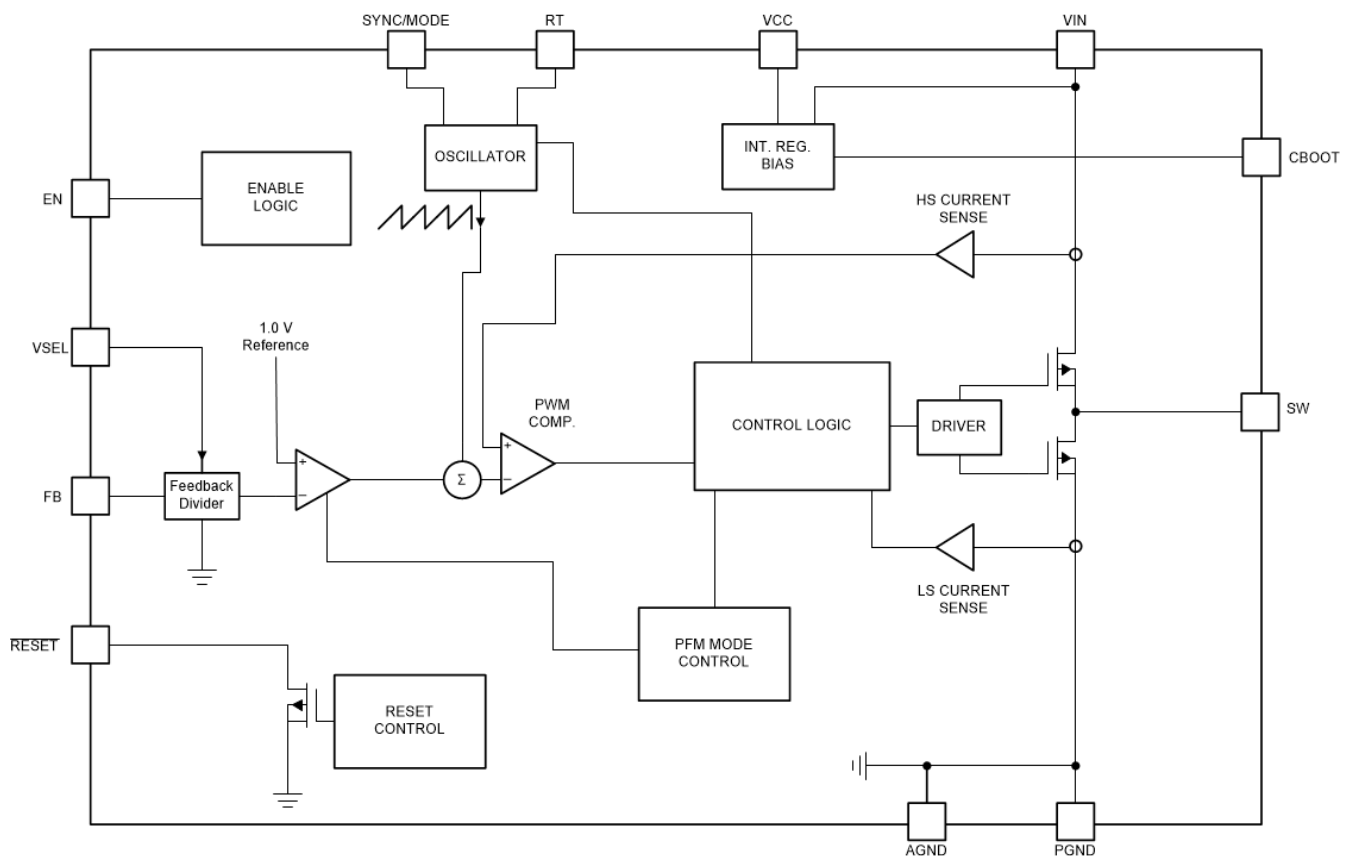 SYNC/MODE
RT
VCC
VIN
OSCILLATOR
INT. REG.
BIAS
CBOOT
EN
ENABLE
LOGIC
HS CURRENT
SENSE
VSEL
1.0 V
Reference
PWM
COMP.
CONTROL LOGIC
DRIVER
SW
+
+
FB
Feedback
Divider
−
Σ
−
LS CURRENT
SENSE
RESET
PFM MODE
CONTROL
RESET
CONTROL
AGND
PGND